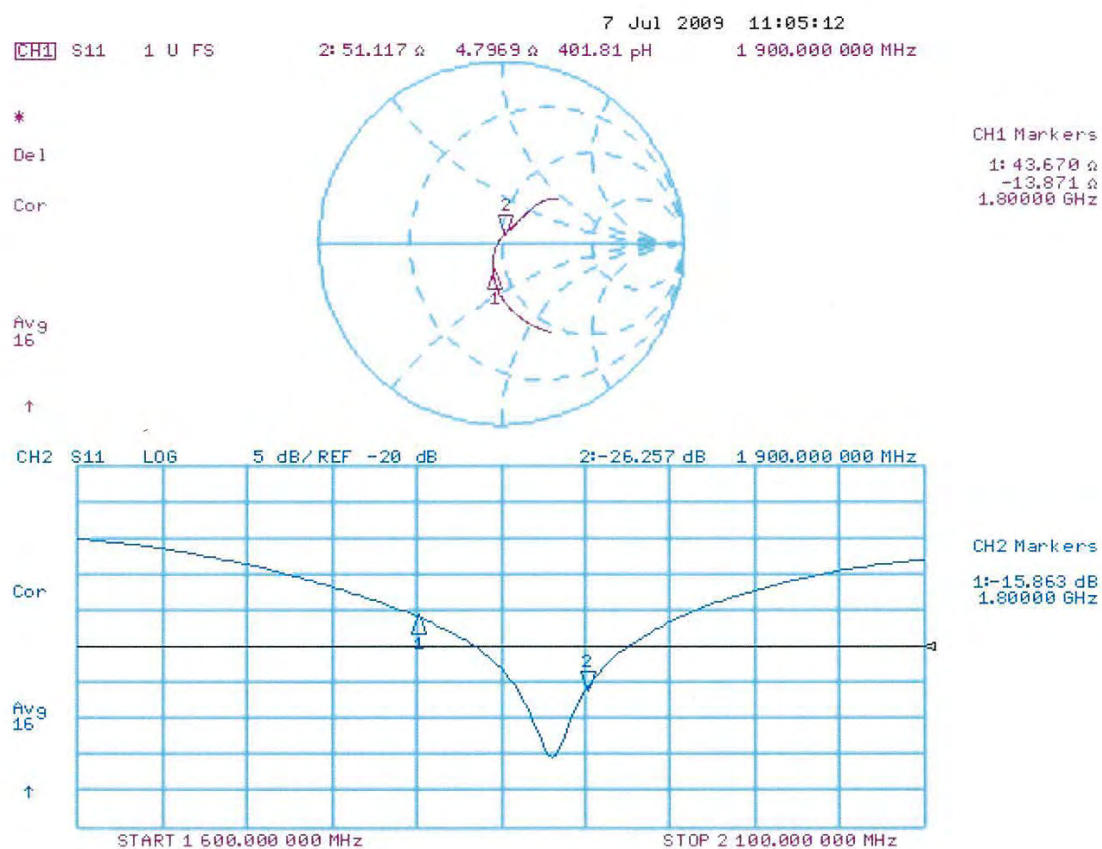 7 Jul 2009 11:05:12
CH1 S11 1 U FS 2: 51.117 Ω 4.7969 Ω 401.81 pH 1 900.000 000 MHz
*
Del
Cor
Avg
16
↑
2
1
CH1 Markers
1: 43.670 Ω
-13.871 Ω
1.80000 GHz
CH2 S11 LOG 5 dB/REF -20 dB 2:-26.257 dB 1 900.000 000 MHz
Cor
Avg
16
↑
1
2
CH2 Markers
1:-15.863 dB
1.80000 GHz
START 1 600.000 000 MHz STOP 2 100.000 000 MHz